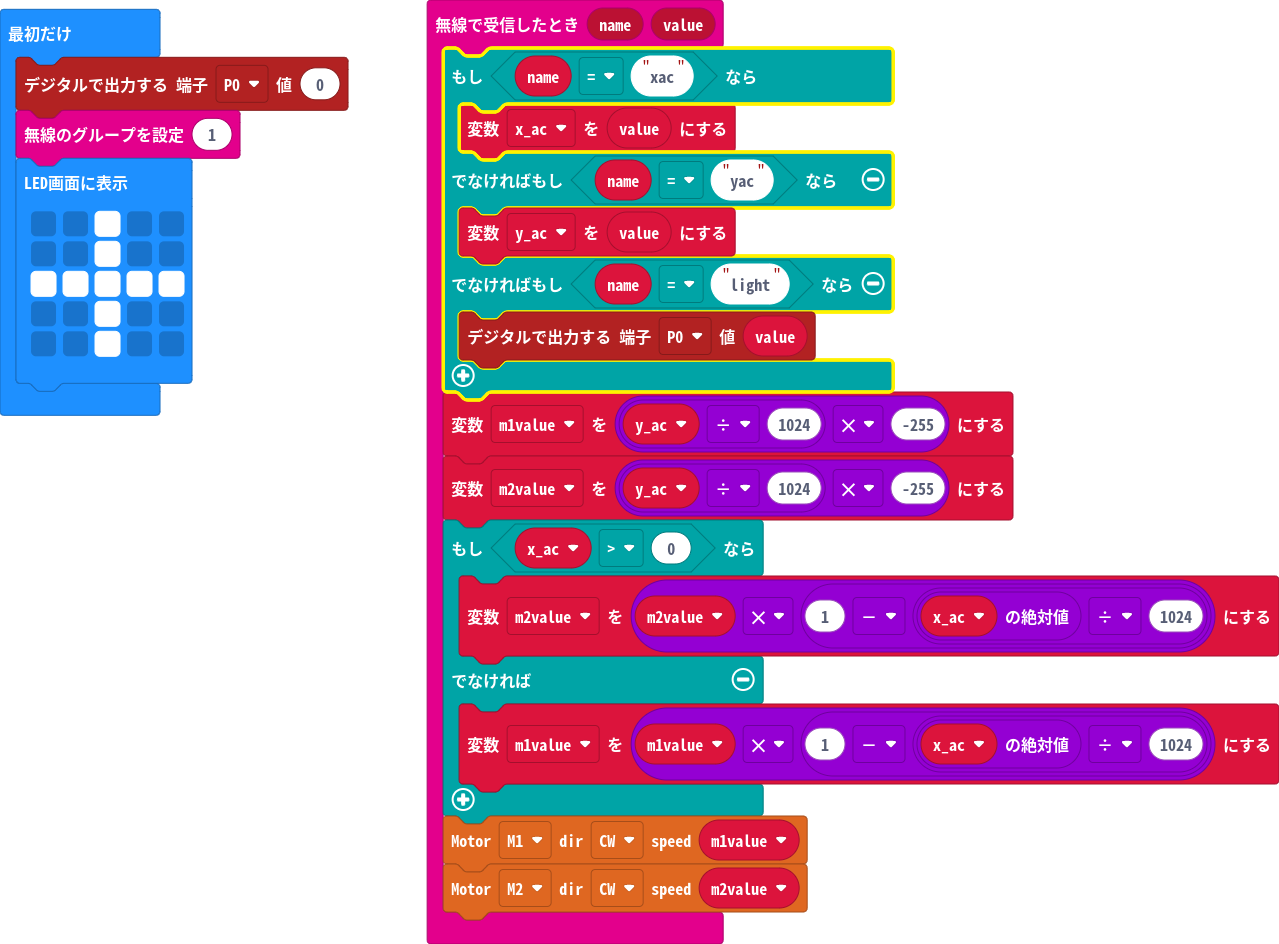 最初だけ
デジタルで出力する 端子 P0 値 0
無線のグループを設定 1
LED画面に表示
無線で受信したとき name value
もし name = "xac" なら
変数 x_ac を value にする
でなければもし name = "yac" なら
変数 y_ac を value にする
でなければもし name = "light" なら
デジタルで出力する 端子 P0 値 value
変数 m1value を y_ac ÷ 1024 × -255 にする
変数 m2value を y_ac ÷ 1024 × -255 にする
もし x_ac > 0 なら
変数 m2value を m2value × 1 − x_ac の絶対値 ÷ 1024 にする
でなければ
変数 m1value を m1value × 1 − x_ac の絶対値 ÷ 1024 にする
Motor M1 dir CW speed m1value
Motor M2 dir CW speed m2value